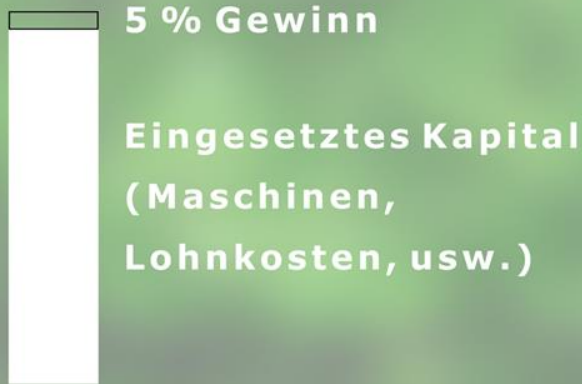 5 % Gewinn
Eingesetztes Kapital
(Maschinen,
Lohnkosten, usw.)